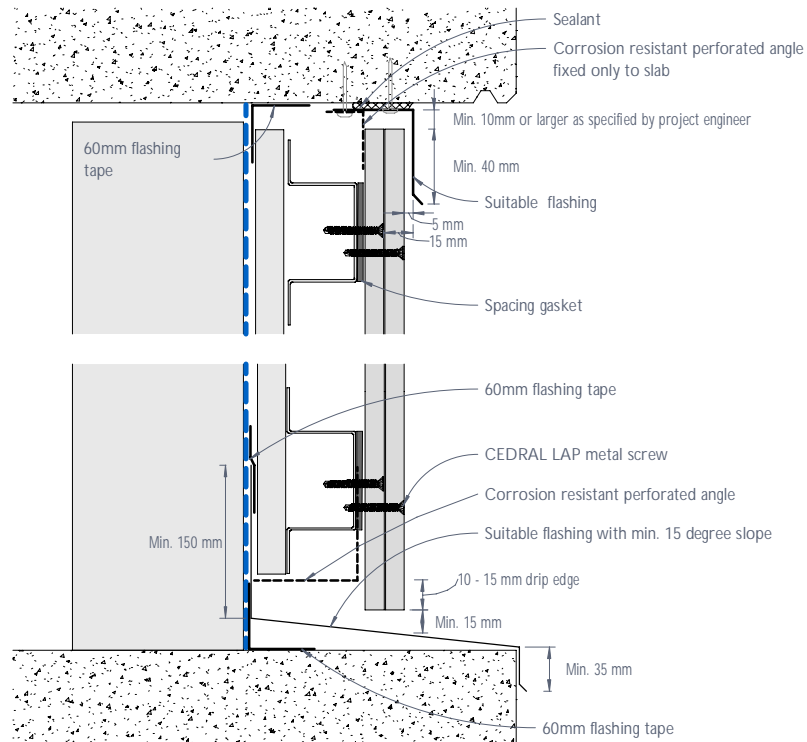 Sealant
Corrosion resistant perforated angle
fixed only to slab
Min. 10mm or larger as specified by project engineer
60mm flashing
tape
Min. 40 mm
Suitable flashing
5 mm
15 mm
Spacing gasket
60mm flashing tape
CEDRAL LAP metal screw
Corrosion resistant perforated angle
Suitable flashing with min. 15 degree slope
Min. 150 mm
10 - 15 mm drip edge
Min. 15 mm
Min. 35 mm
60mm flashing tape